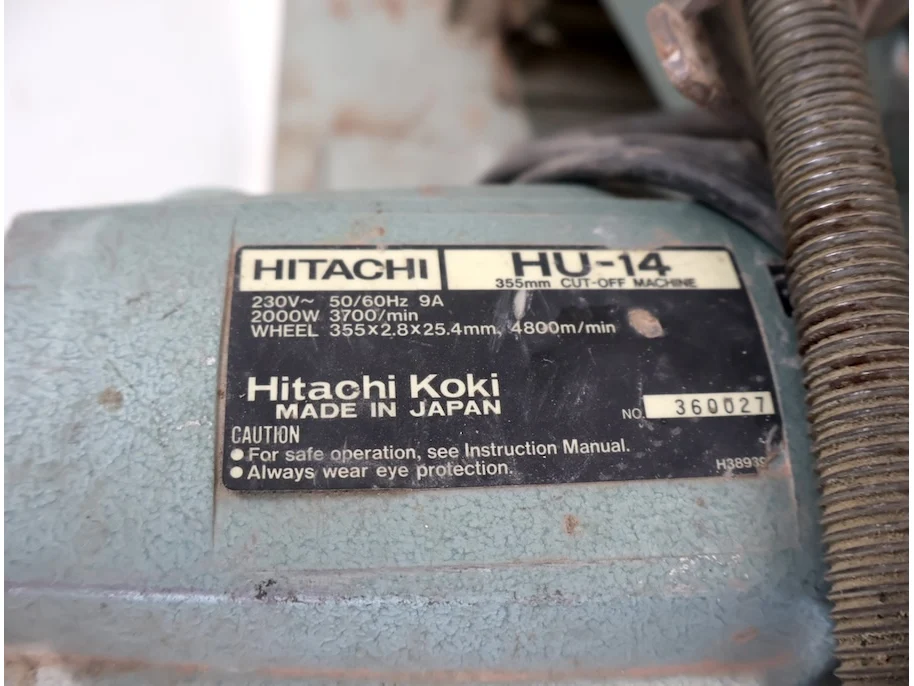 HITACHI HU-14
355mm CUT-OFF MACHINE
230V~ 50/60Hz 9A
2000W 3700/min
WHEEL 355×2.8×25.4mm, 4800m/min
Hitachi Koki
MADE IN JAPAN
NO. 360027
CAUTION
●For safe operation, see Instruction Manual.
●Always wear eye protection.